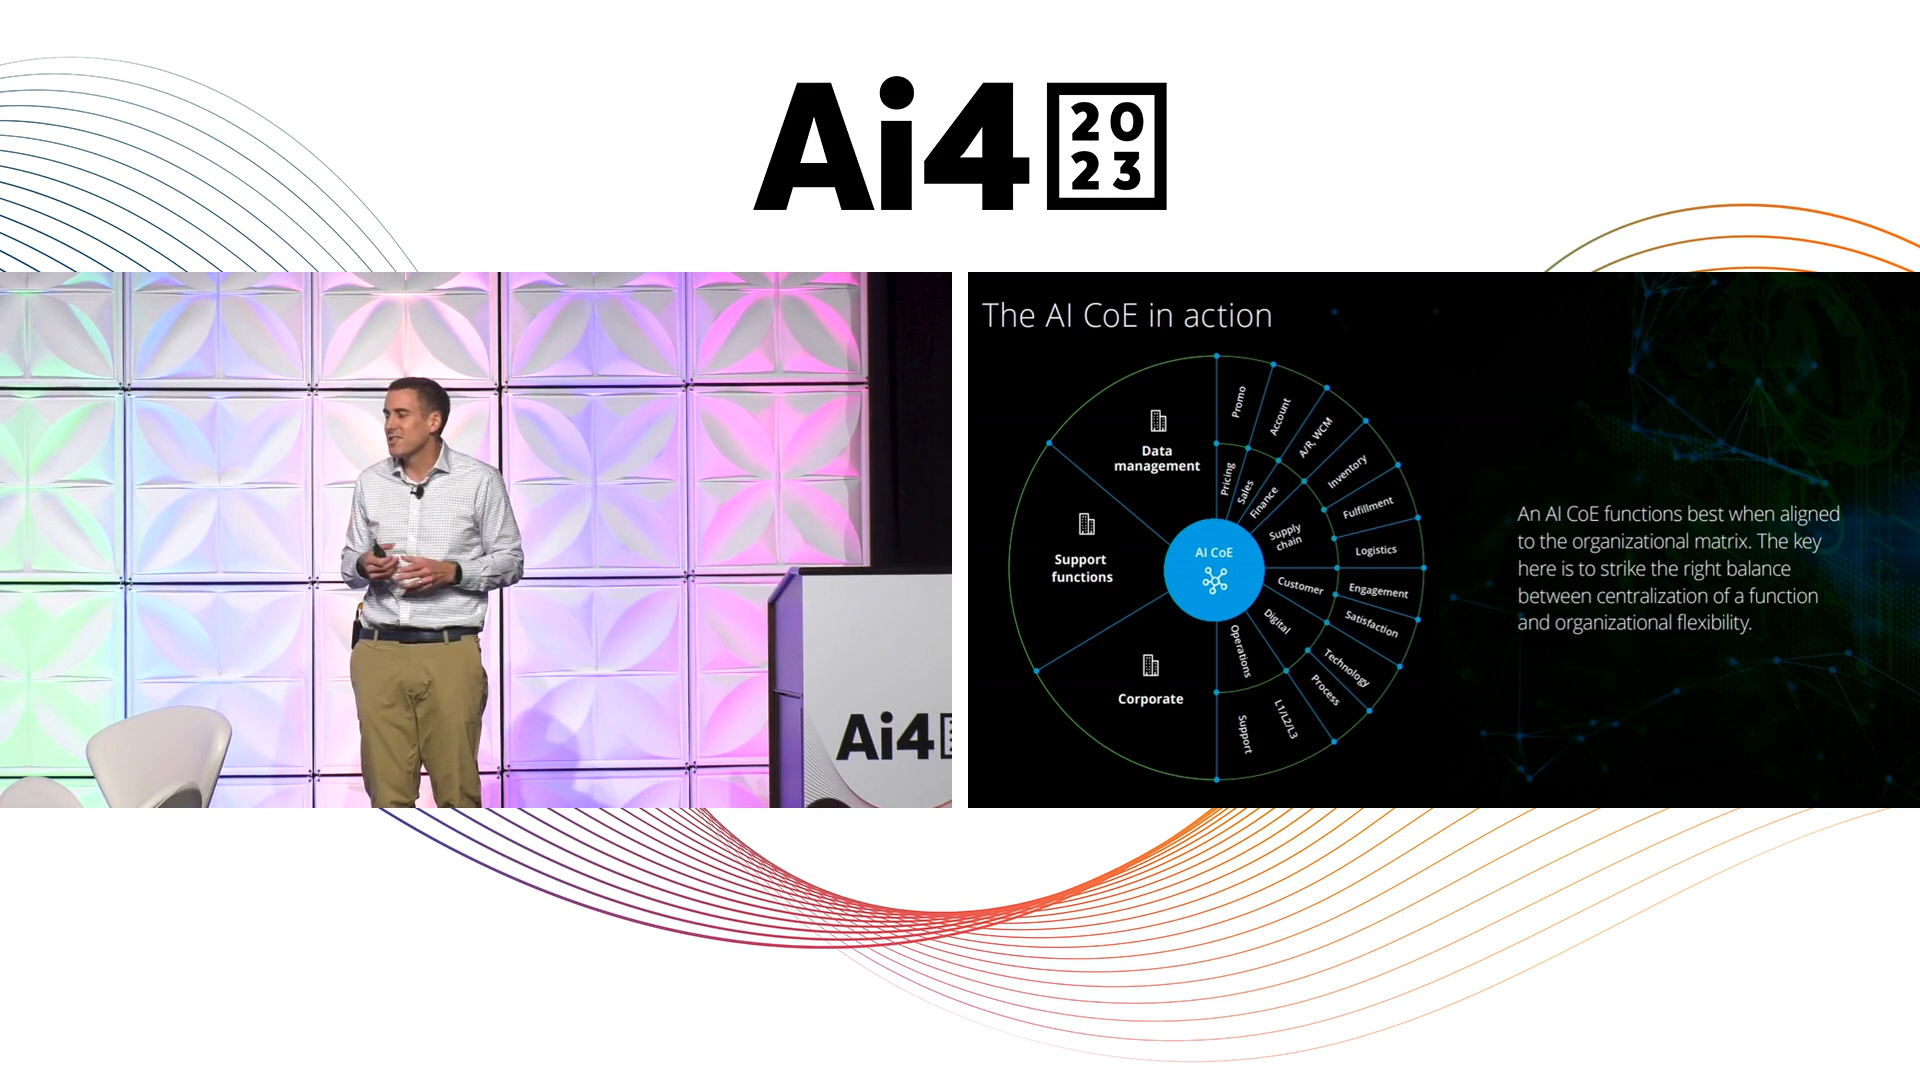 Ai4
20
23
Ai4
The AI CoE in action
Data
management
Support
functions
Corporate
AI CoE
Promo
Account
A/R, WCM
Inventory
Fulfillment
Logistics
Engagement
Satisfaction
Technology
Process
L1/L2/L3
Support
Pricing
Sales
Finance
Supply
chain
Customer
Digital
Operations
An AI CoE functions best when aligned
to the organizational matrix. The key
here is to strike the right balance
between centralization of a function
and organizational flexibility.